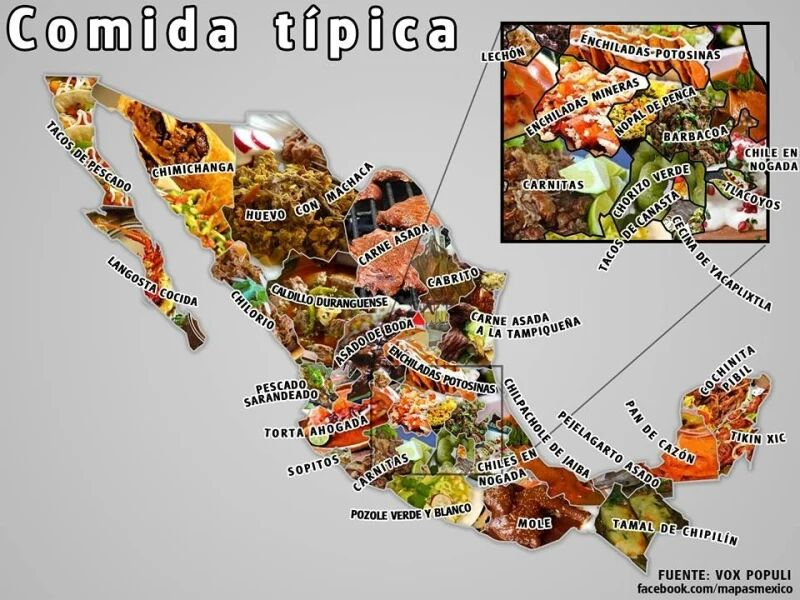 Comida típica
LECHÓN
ENCHILADAS POTOSINAS
ENCHILADAS MINERAS
NOPAL DE PENCA
BARBACOA
CHILE EN
NOGADA
CARNITAS
CHORIZO VERDE
TLACOYOS
TACOS DE CANASTA
CECINA DE YACAPIXTLA
TACOS DE PESCADO
CHIMICHANGA
HUEVO CON MACHACA
CARNE ASADA
LANGOSTA COCIDA
CHILORIO
CALDILLO DURANGUENSE
CABRITO
ASADO DE BODA
CARNE ASADA
A LA TAMPIQUEÑA
ENCHILADAS POTOSINAS
PESCADO
SARANDEADO
TORTA AHOGADA
SOPITOS
CARNITAS
CHILES EN
NOGADA
CHILPACHOLE DE JAIBA
PEJELAGARTO ASADO
PAN DE CAZÓN
COCHINITA
PIBIL
TIKIN XIC
POZOLE VERDE Y BLANCO
MOLE
TAMAL DE CHIPILÍN
FUENTE: VOX POPULI
facebook.com/mapasmexico